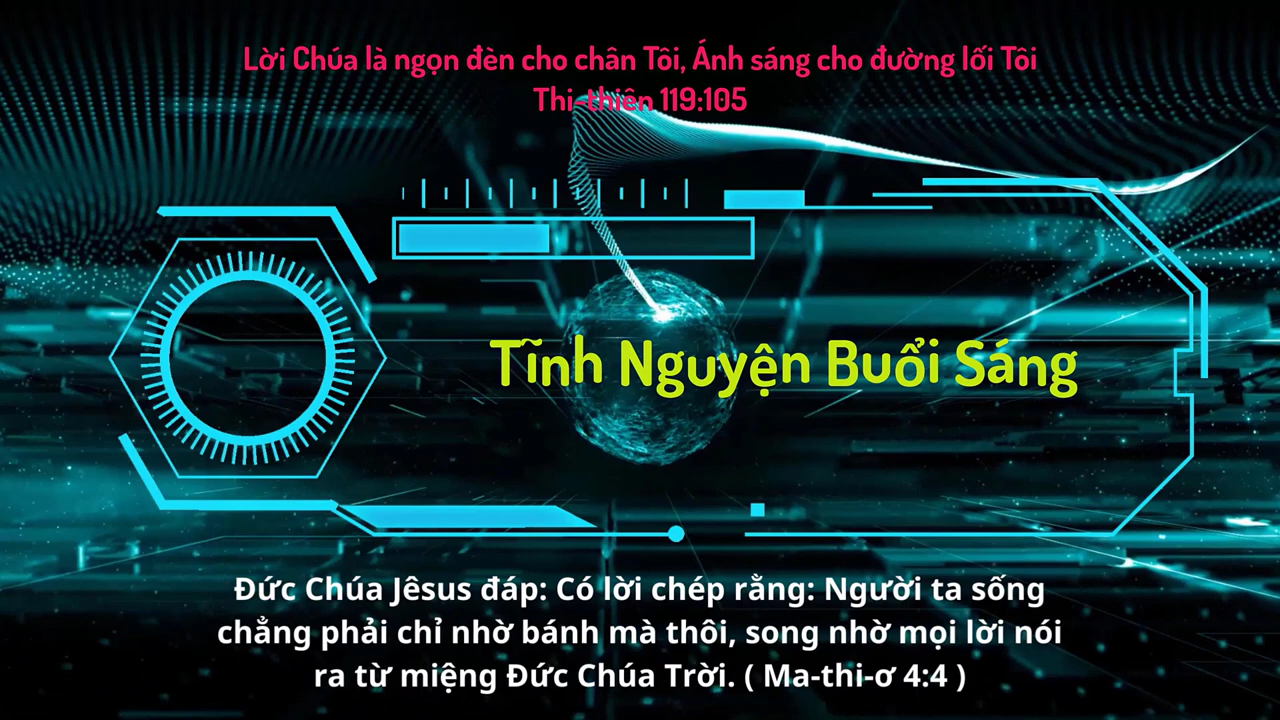 Lời Chúa là ngọn đèn cho chân Tôi, Ánh sáng cho đường lối Tôi
Thi-thiên 119:105
Tĩnh Nguyện Buổi Sáng
Đức Chúa Jêsus đáp: Có lời chép rằng: Người ta sống
chẳng phải chỉ nhờ bánh mà thôi, song nhờ mọi lời nói
ra từ miệng Đức Chúa Trời. ( Ma-thi-ơ 4:4 )